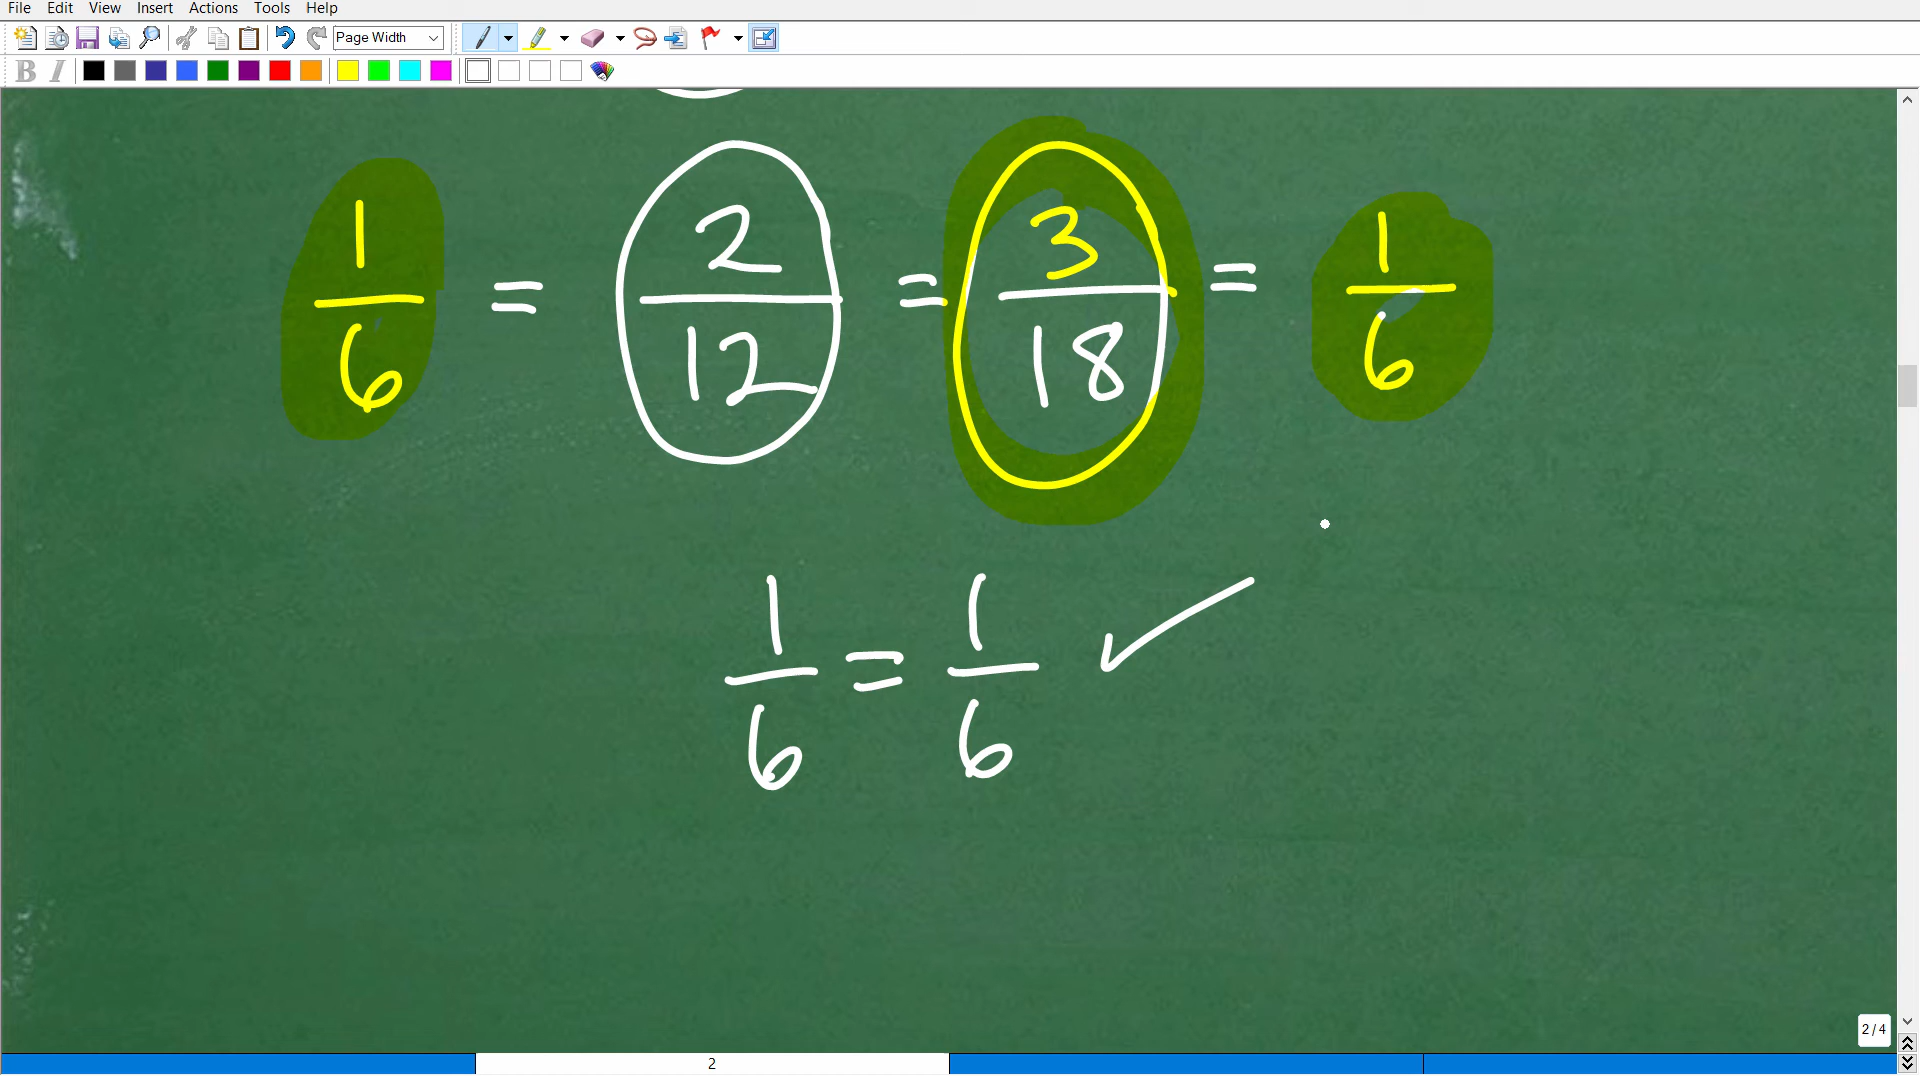 File Edit View Insert Actions Tools Help
Page Width
B I
1/6 = 2/12 = 3/18 = 1/6
1/6 = 1/6 ✓
2 / 4
2